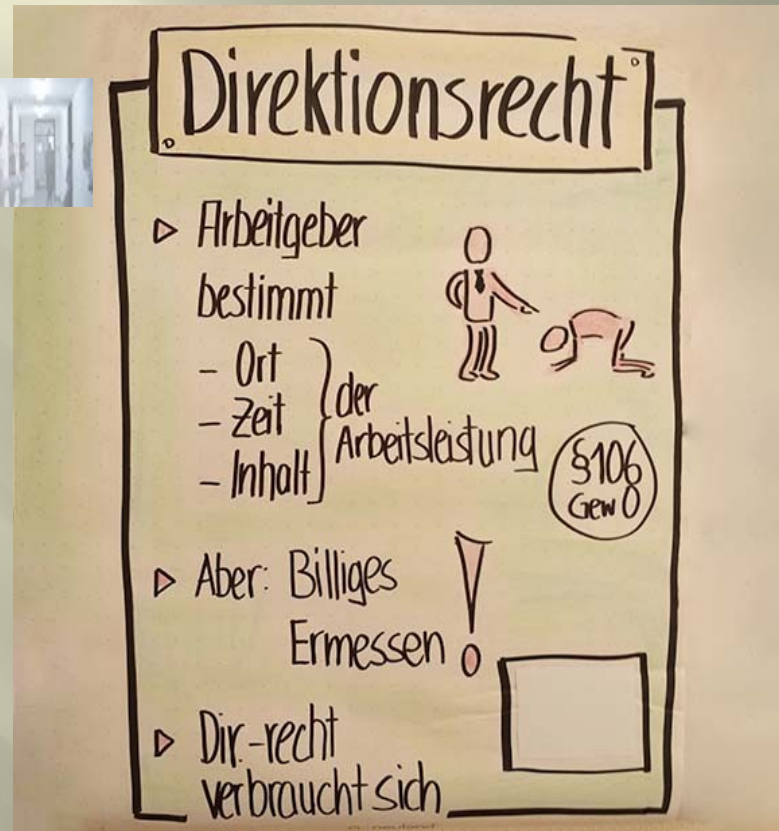 Direktionsrecht
Arbeitgeber
bestimmt
- Ort
- Zeit
- Inhalt
der
Arbeitsleistung
§106
GewO
Aber: Billiges
Ermessen !
Dir.-recht
verbraucht sich